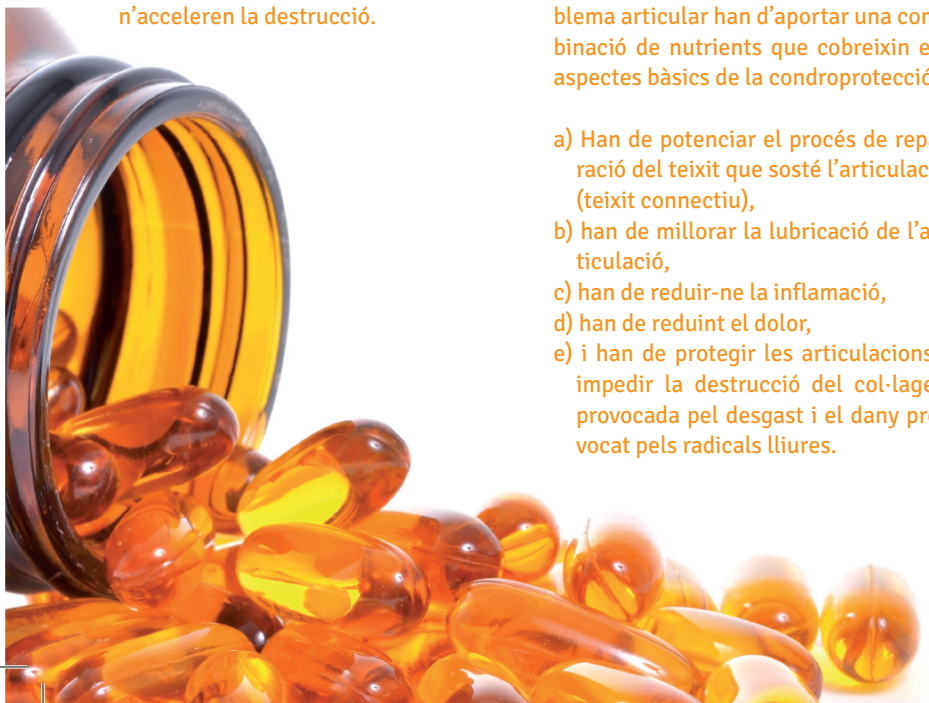 n’acceleren la destrucció.
blema articular han d’aportar una com
binació de nutrients que cobreixin e
aspectes bàsics de la condroprotecció
a) Han de potenciar el procés de repa
ració del teixit que sosté l’articulac
(teixit connectiu),
b) han de millorar la lubricació de l’a
ticulació,
c) han de reduir-ne la inflamació,
d) han de reduint el dolor,
e) i han de protegir les articulacions
impedir la destrucció del col·lage
provocada pel desgast i el dany pro
vocat pels radicals lliures.